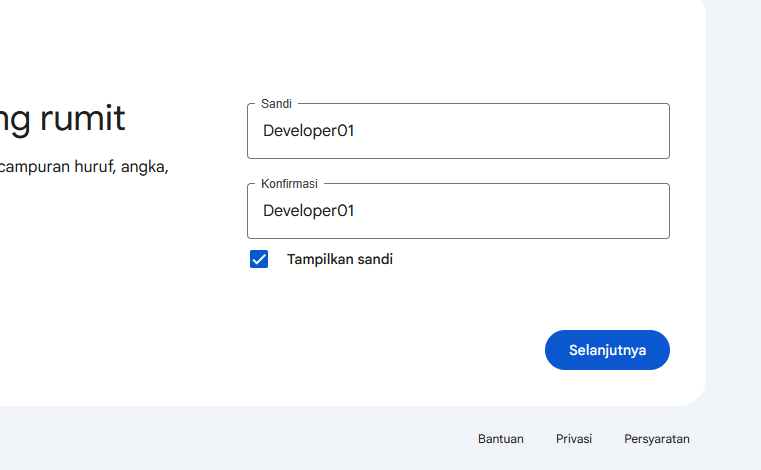 Sandi
ng rumit
Developer01
campuran huruf, angka,
Konfirmasi
Developer01
Tampilkan sandi
Selanjutnya
Bantuan Privasi Persyaratan